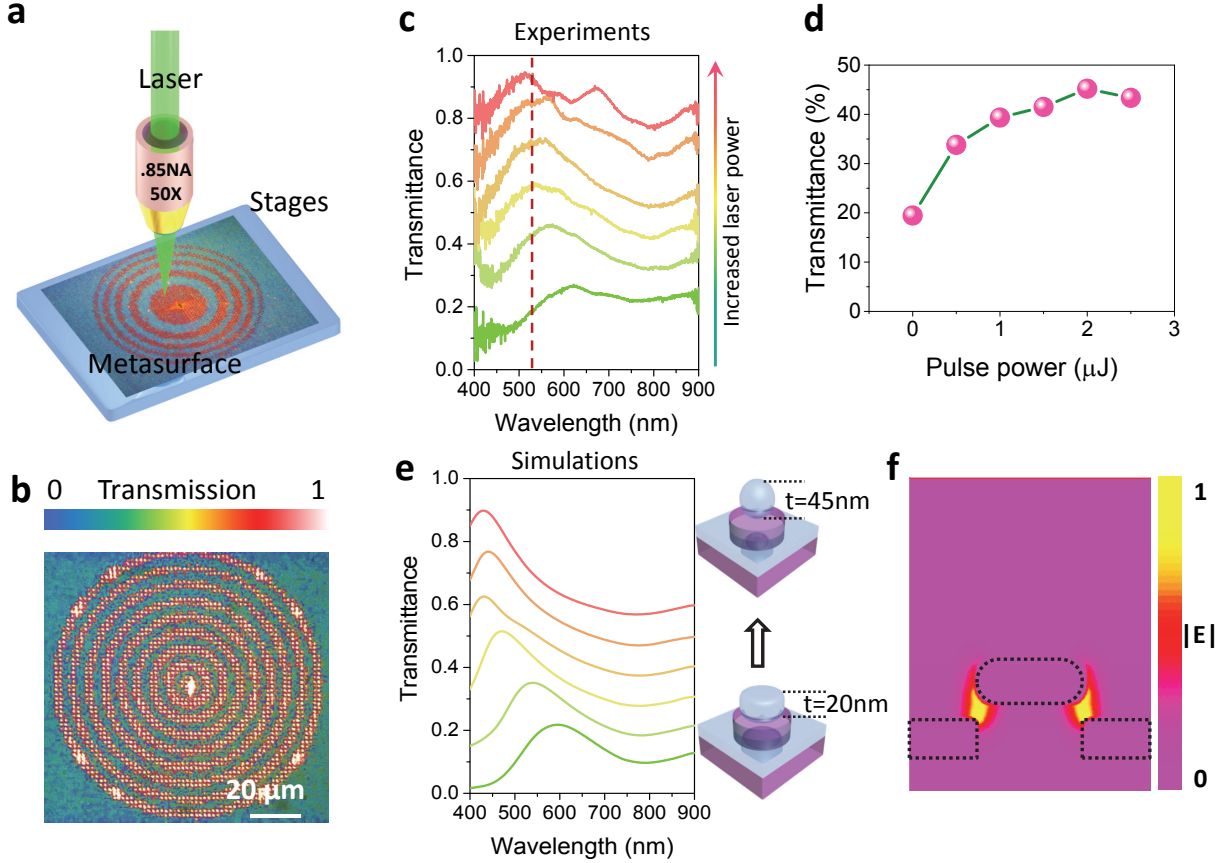 a
Laser
.85NA
50X
Stages
Metasurface
b
0 Transmission 1
20 μm
c
Experiments
1.0
0.8
0.6
0.4
0.2
0.0
Transmittance
400 500 600 700 800 900
Wavelength (nm)
Increased laser power
d
50
40
30
20
10
0
Transmittance (%)
0 1 2 3
Pulse power (μJ)
e
Simulations
1.0
0.8
0.6
0.4
0.2
0.0
Transmittance
400 500 600 700 800 900
Wavelength (nm)
t=45nm
t=20nm
f
1
|E|
0